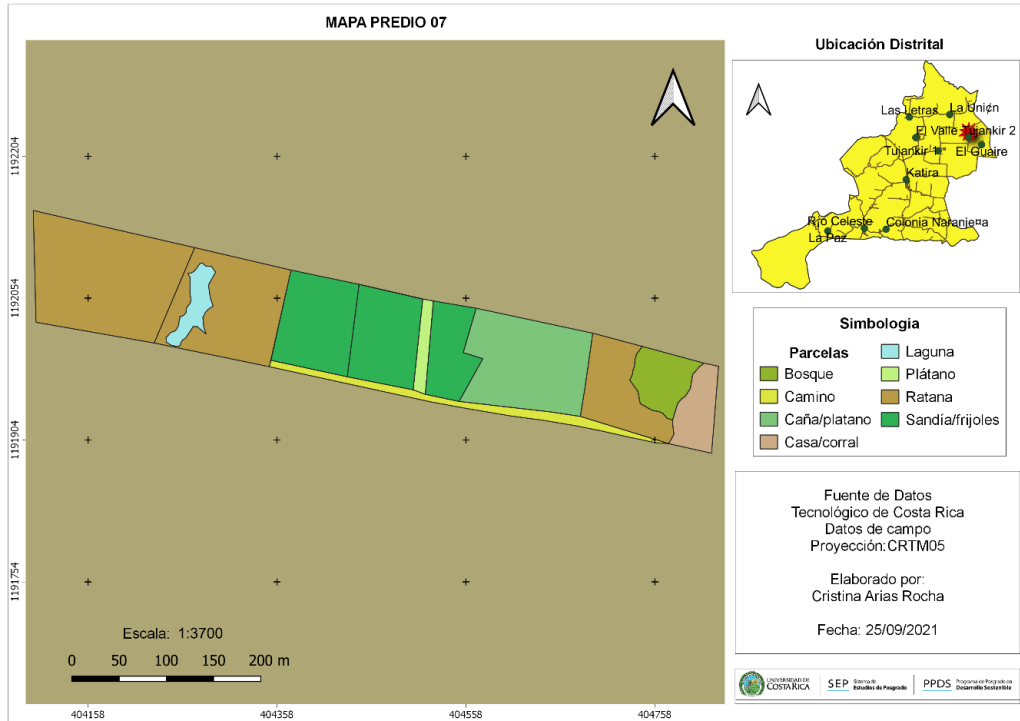 MAPA PREDIO 07
1192204
1192054
1191904
1191754
404158
404358
404558
404758
Escala: 1:3700
0 50 100 150 200 m
Ubicación Distrital
Las Letras
La Uni¢n
El Valle
Tujankir 2
Tujankir 1
El Guaire
Katira
Río Celeste
Colonia Naranje¤a
La Paz
Simbología
Parcelas
Bosque
Camino
Caña/platano
Casa/corral
Laguna
Plátano
Ratana
Sandía/frijoles
Fuente de Datos
Tecnológico de Costa Rica
Datos de campo
Proyección:CRTM05
Elaborado por:
Cristina Arias Rocha
Fecha: 25/09/2021
UNIVERSIDAD DE
COSTA RICA
SEP
Sistema de
Estudios de Posgrado
PPDS
Programa de Posgrado en
Desarrollo Sostenible